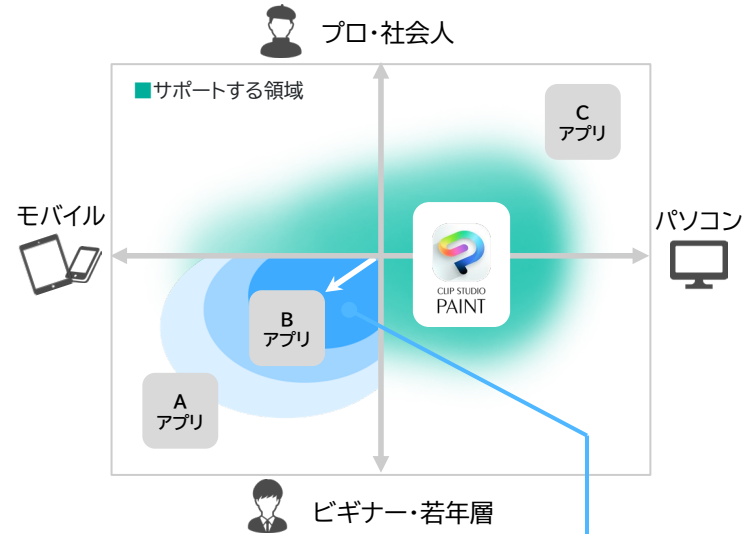 プロ・社会人
■サポートする領域
C
アプリ
モバイル
パソコン
CLIP STUDIO
PAINT
B
アプリ
A
アプリ
ビギナー・若年層